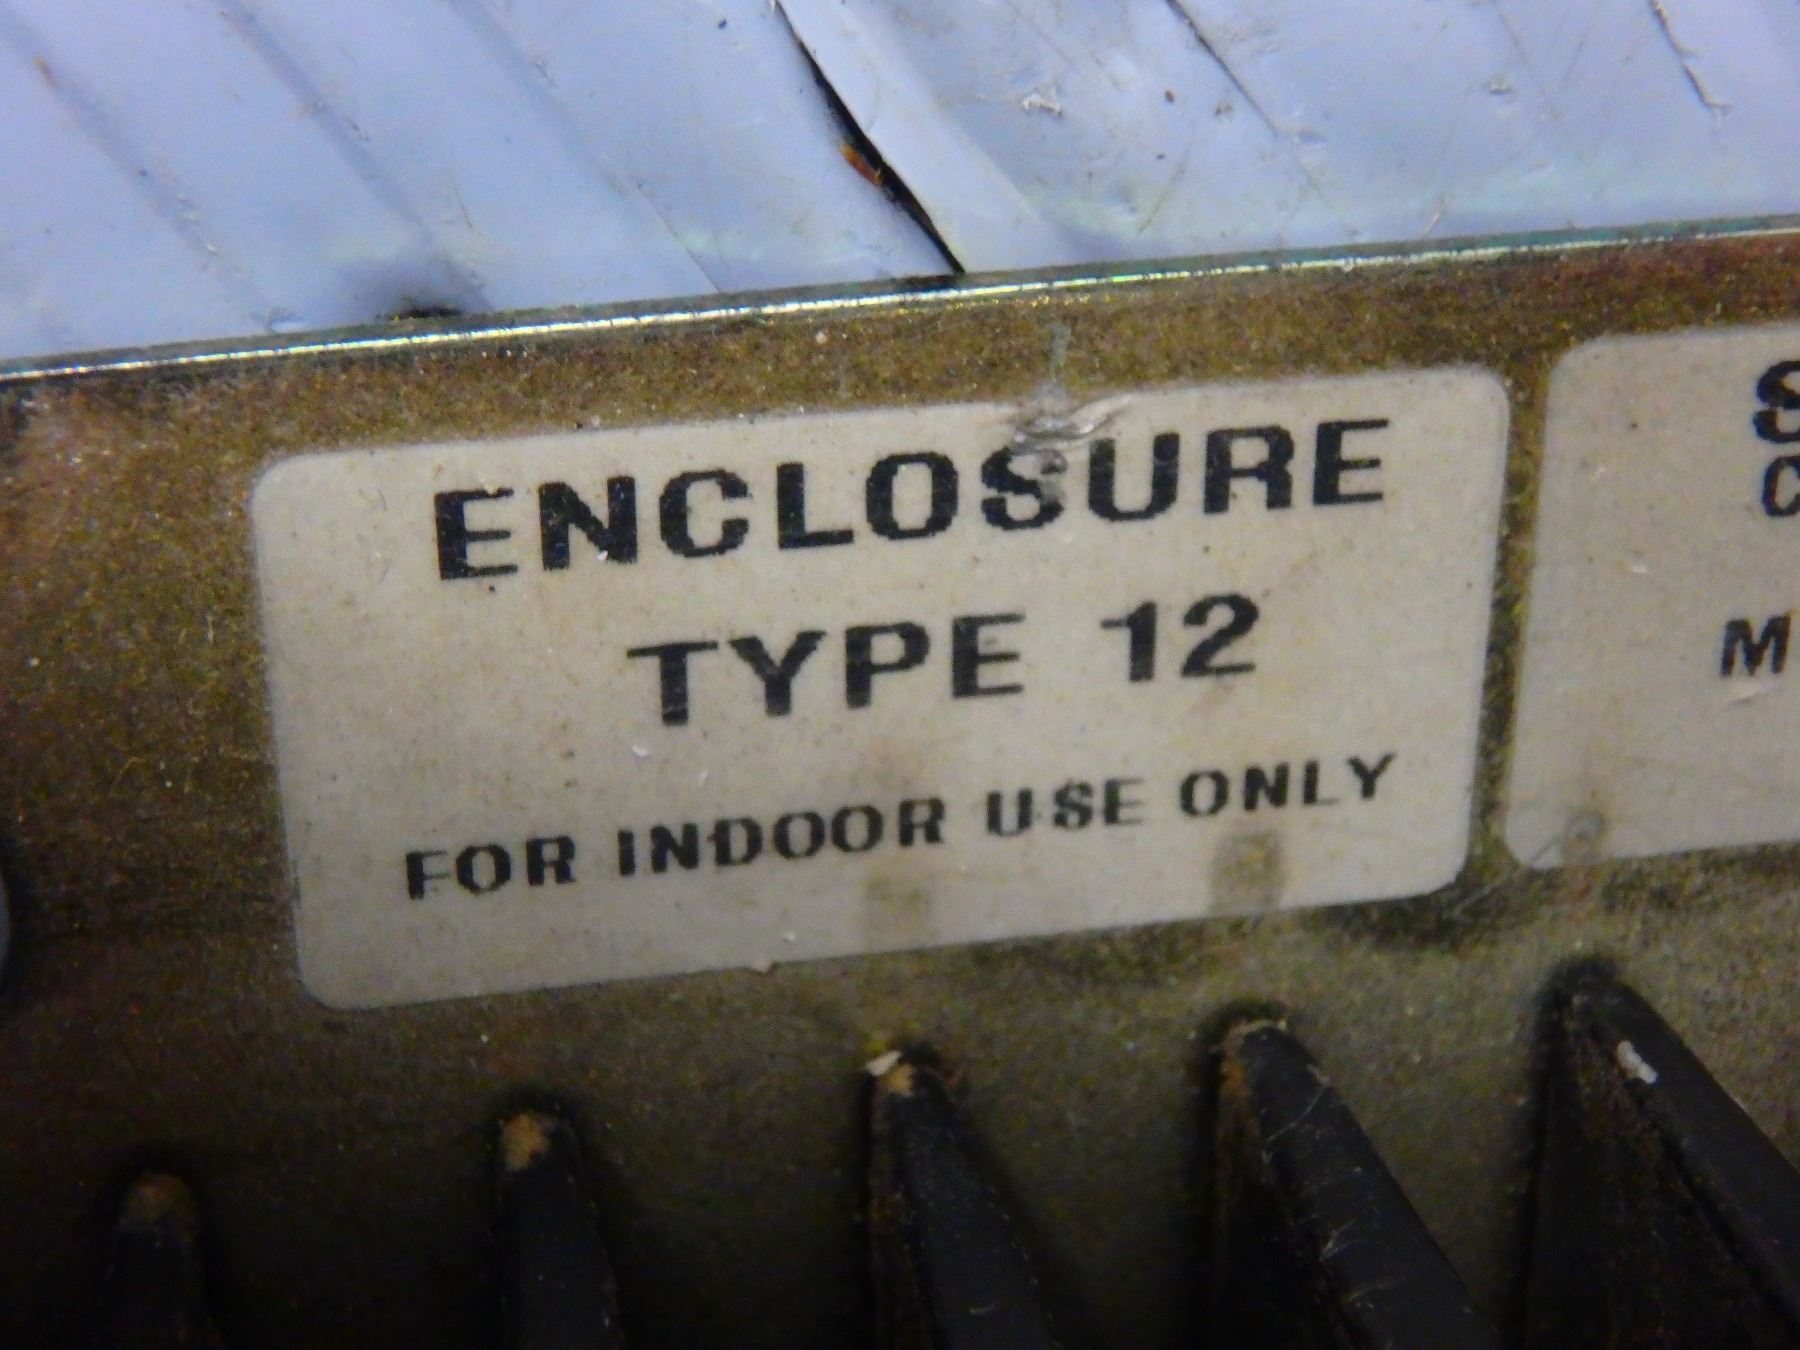 ENCLOSURE
TYPE 12
FOR INDOOR USE ONLY